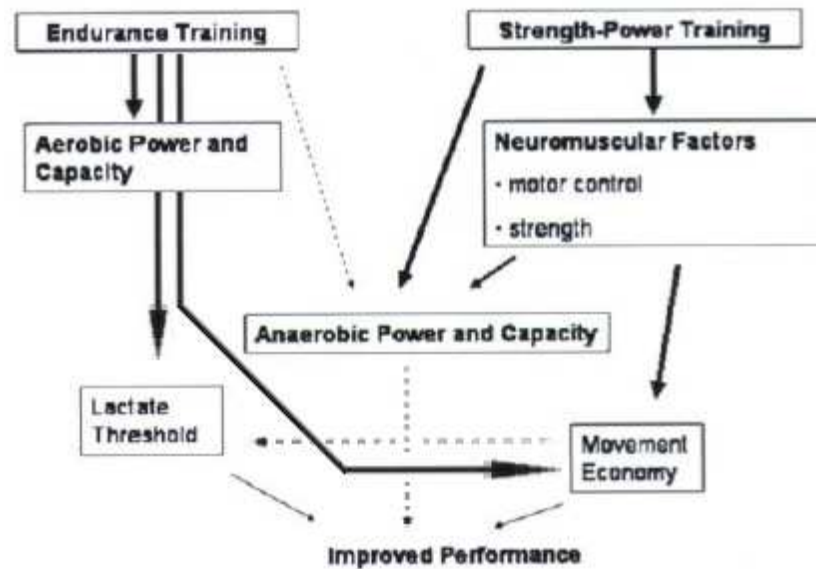 Endurance Training
Strength-Power Training
Aerobic Power and
Capacity
Neuromuscular Factors
· motor control
· strength
Anaerobic Power and Capacity
Lactate
Threshold
Movement
Economy
Improved Performance